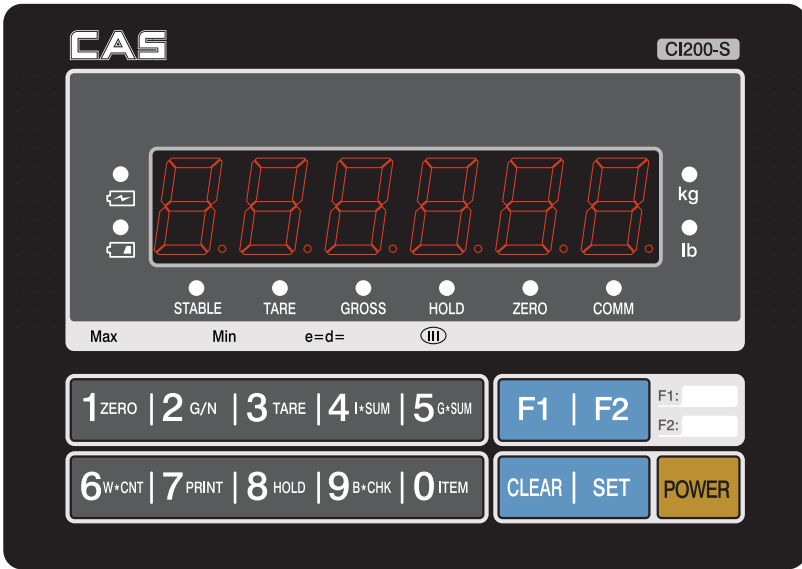 CAS
CI200-S
kg
lb
STABLE TARE GROSS HOLD ZERO COMM
Max Min e=d= III
1 ZERO | 2 G/N | 3 TARE | 4 I*SUM | 5 G*SUM
F1 | F2
F1:
F2:
6 W*CNT | 7 PRINT | 8 HOLD | 9 B*CHK | 0 ITEM
CLEAR | SET
POWER